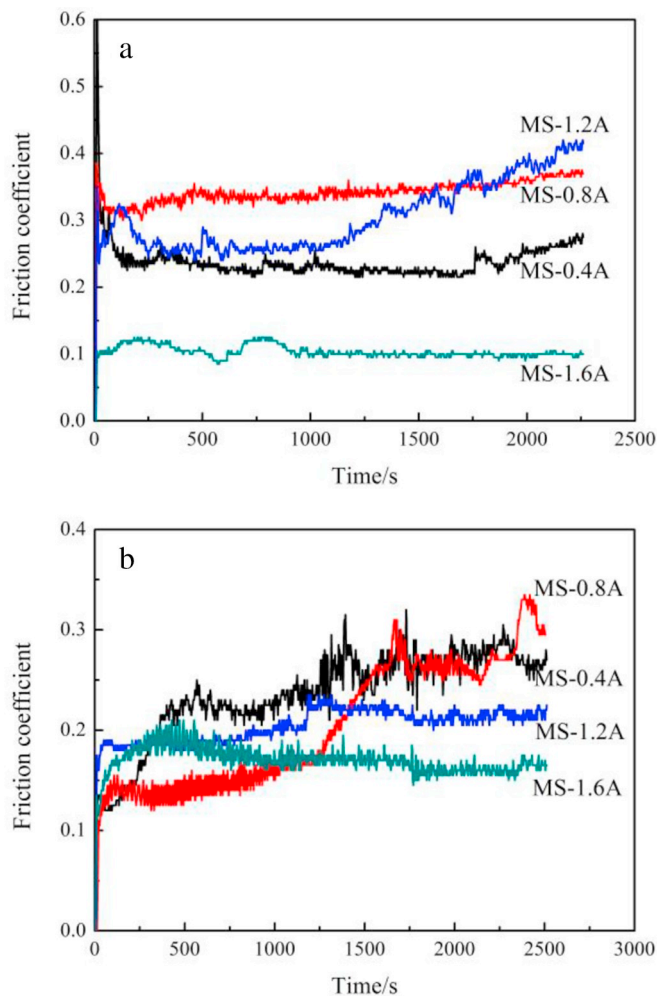 a
0.6
0.5
0.4
0.3
0.2
0.1
0.0
Friction coefficient
MS-1.2A
MS-0.8A
MS-0.4A
MS-1.6A
0 500 1000 1500 2000 2500
Time/s
b
0.4
0.3
0.2
0.1
0.0
Friction coefficient
MS-0.8A
MS-0.4A
MS-1.2A
MS-1.6A
0 500 1000 1500 2000 2500 3000
Time/s